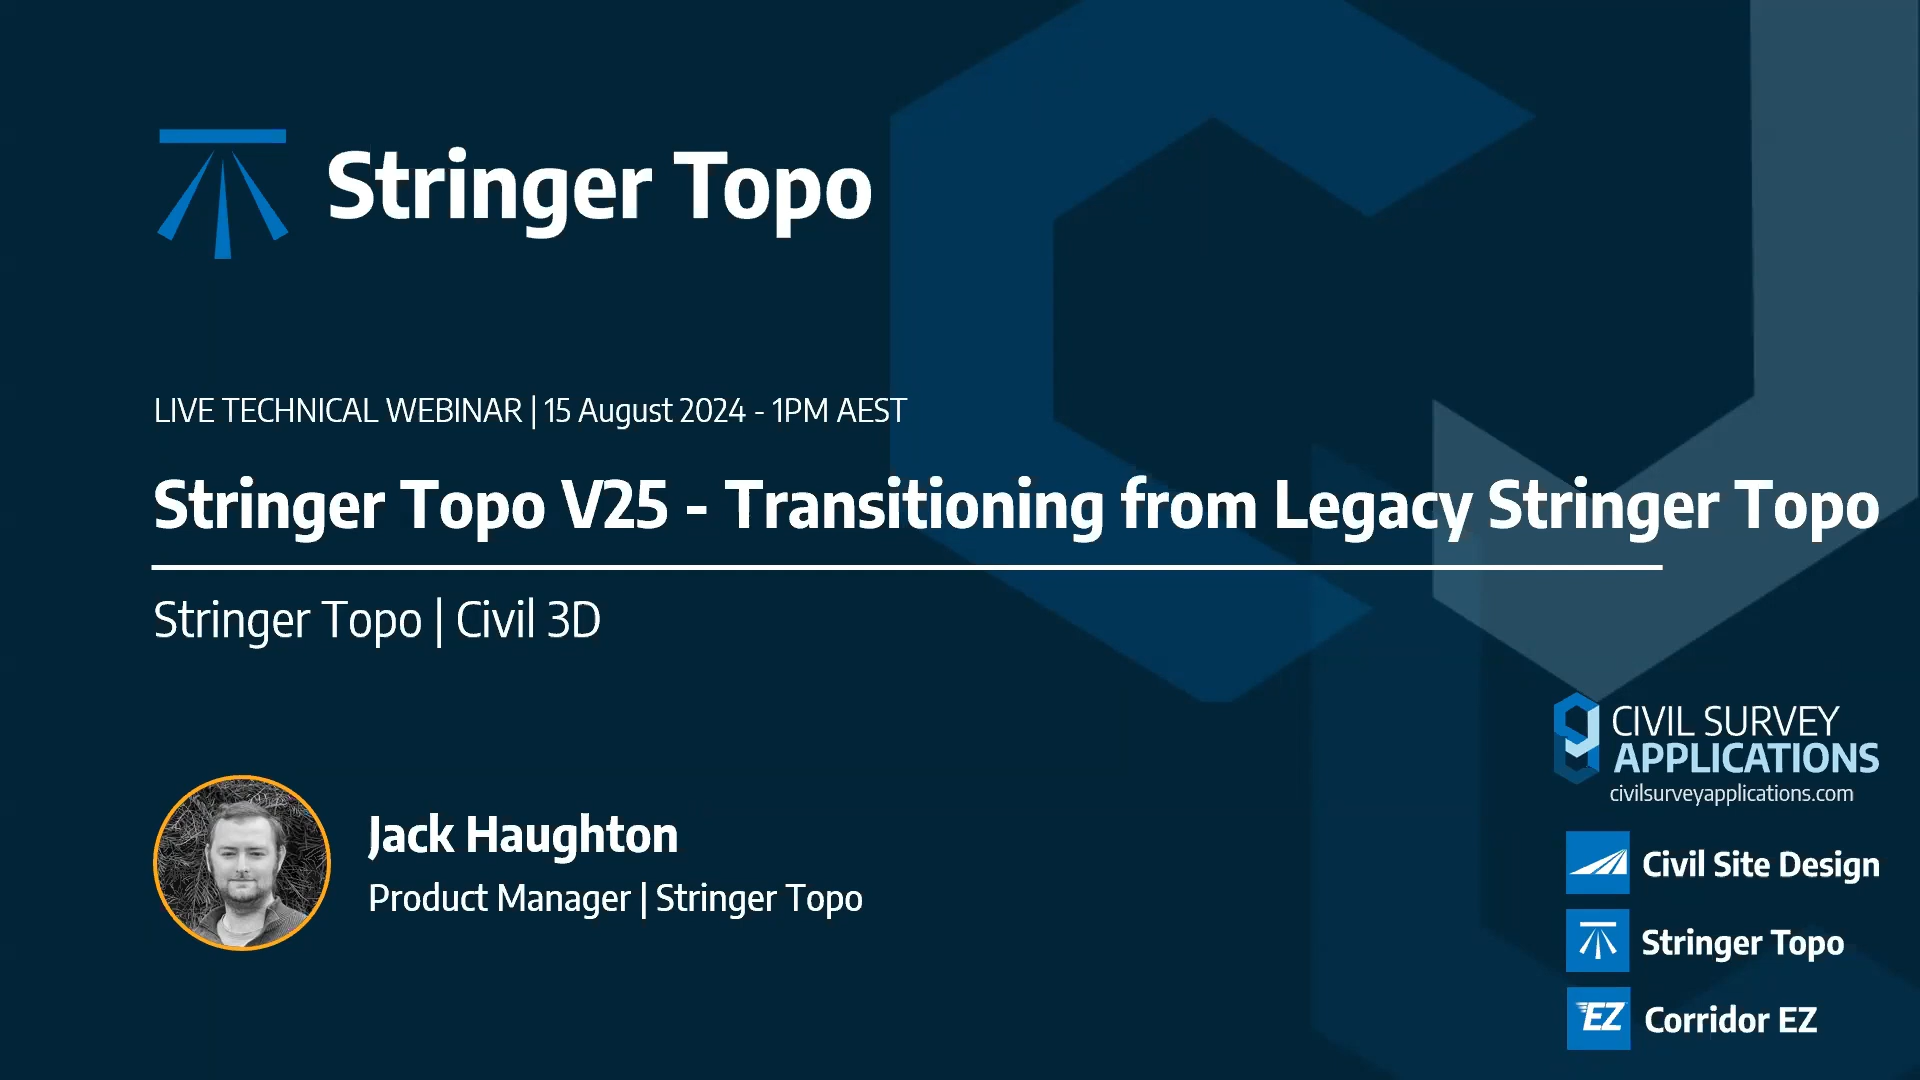 Stringer Topo
LIVE TECHNICAL WEBINAR | 15 August 2024 - 1PM AEST
Stringer Topo V25 - Transitioning from Legacy Stringer Topo
Stringer Topo | Civil 3D
CIVIL SURVEY
APPLICATIONS
civilsurveyapplications.com
Jack Haughton
Product Manager | Stringer Topo
Civil Site Design
Stringer Topo
EZ Corridor EZ